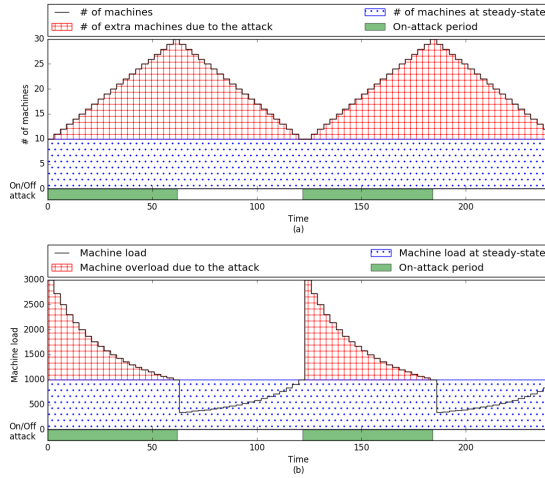 # of machines
# of machines at steady-state
# of extra machines due to the attack
On-attack period
30
25
20
15
10
5
0
# of machines
On/Off
attack
0
50
100
150
200
Time
(a)
Machine load
Machine load at steady-state
Machine overload due to the attack
On-attack period
3000
2500
2000
1500
1000
500
0
Machine load
On/Off
attack
0
50
100
150
200
Time
(b)